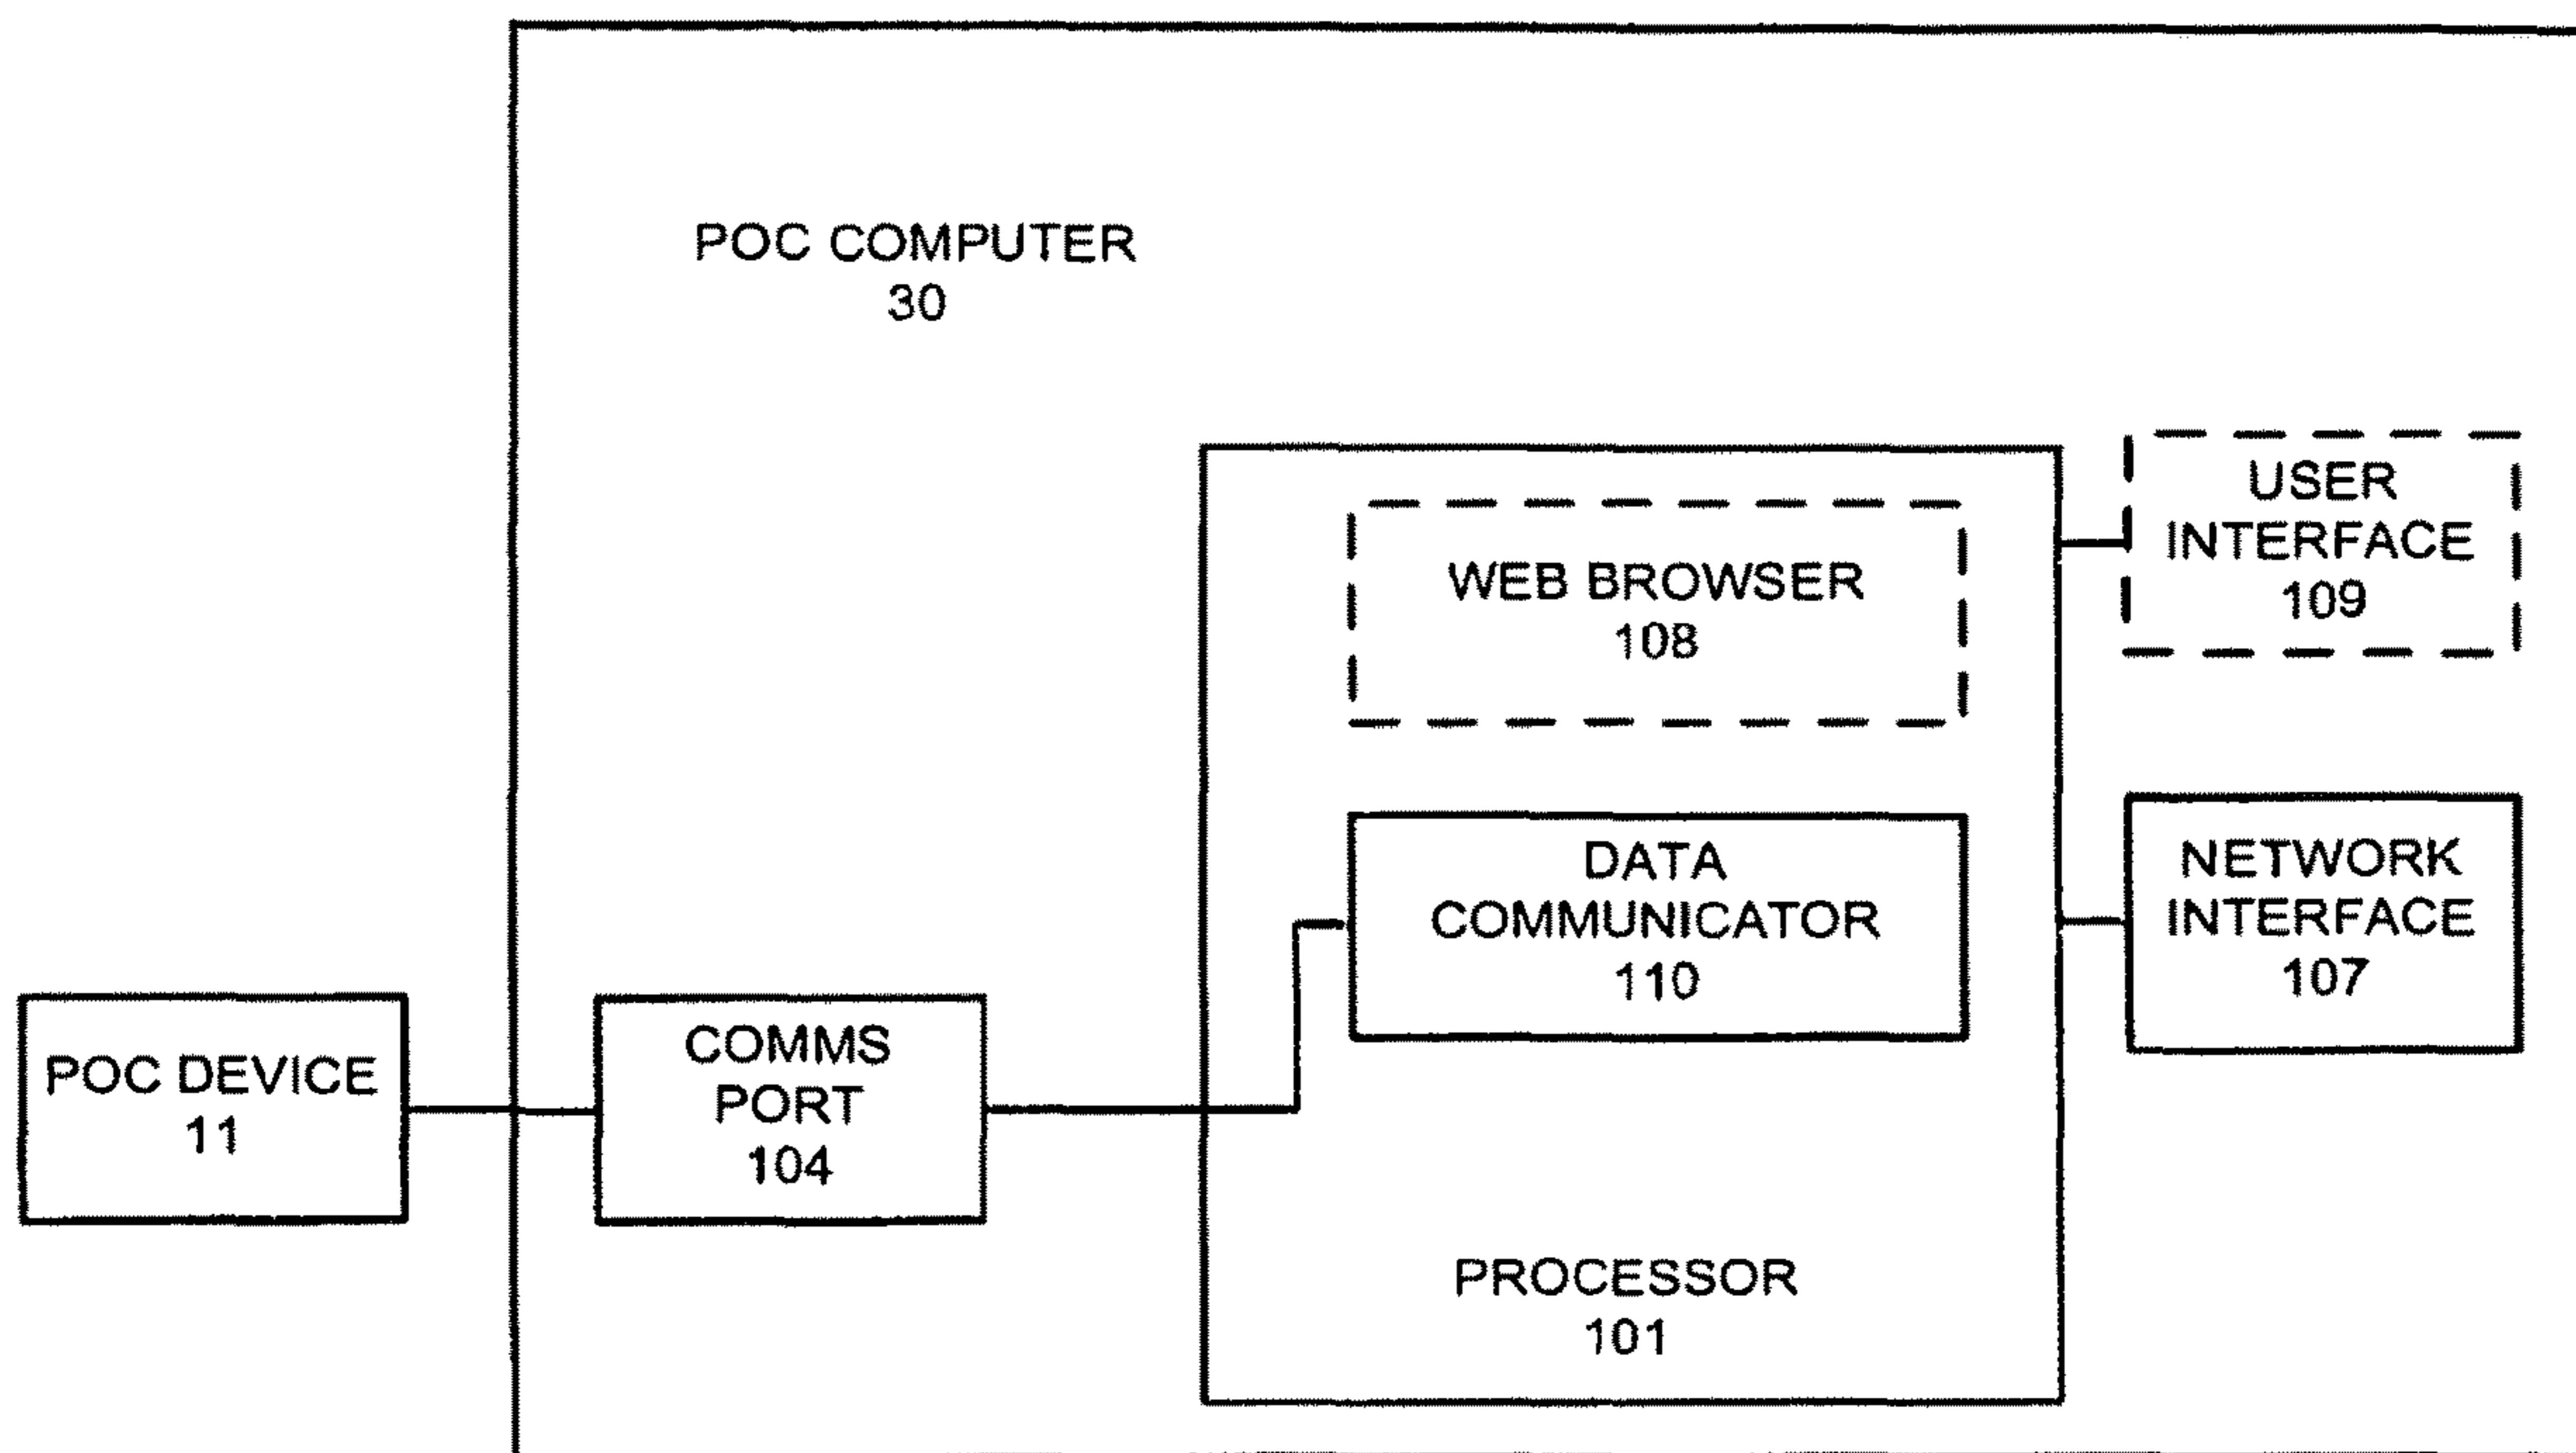 POC COMPUTER
30
USER
INTERFACE
109
WEB BROWSER
108
DATA
COMMUNICATOR
110
NETWORK
INTERFACE
107
POC DEVICE
11
COMMS
PORT
104
PROCESSOR
101